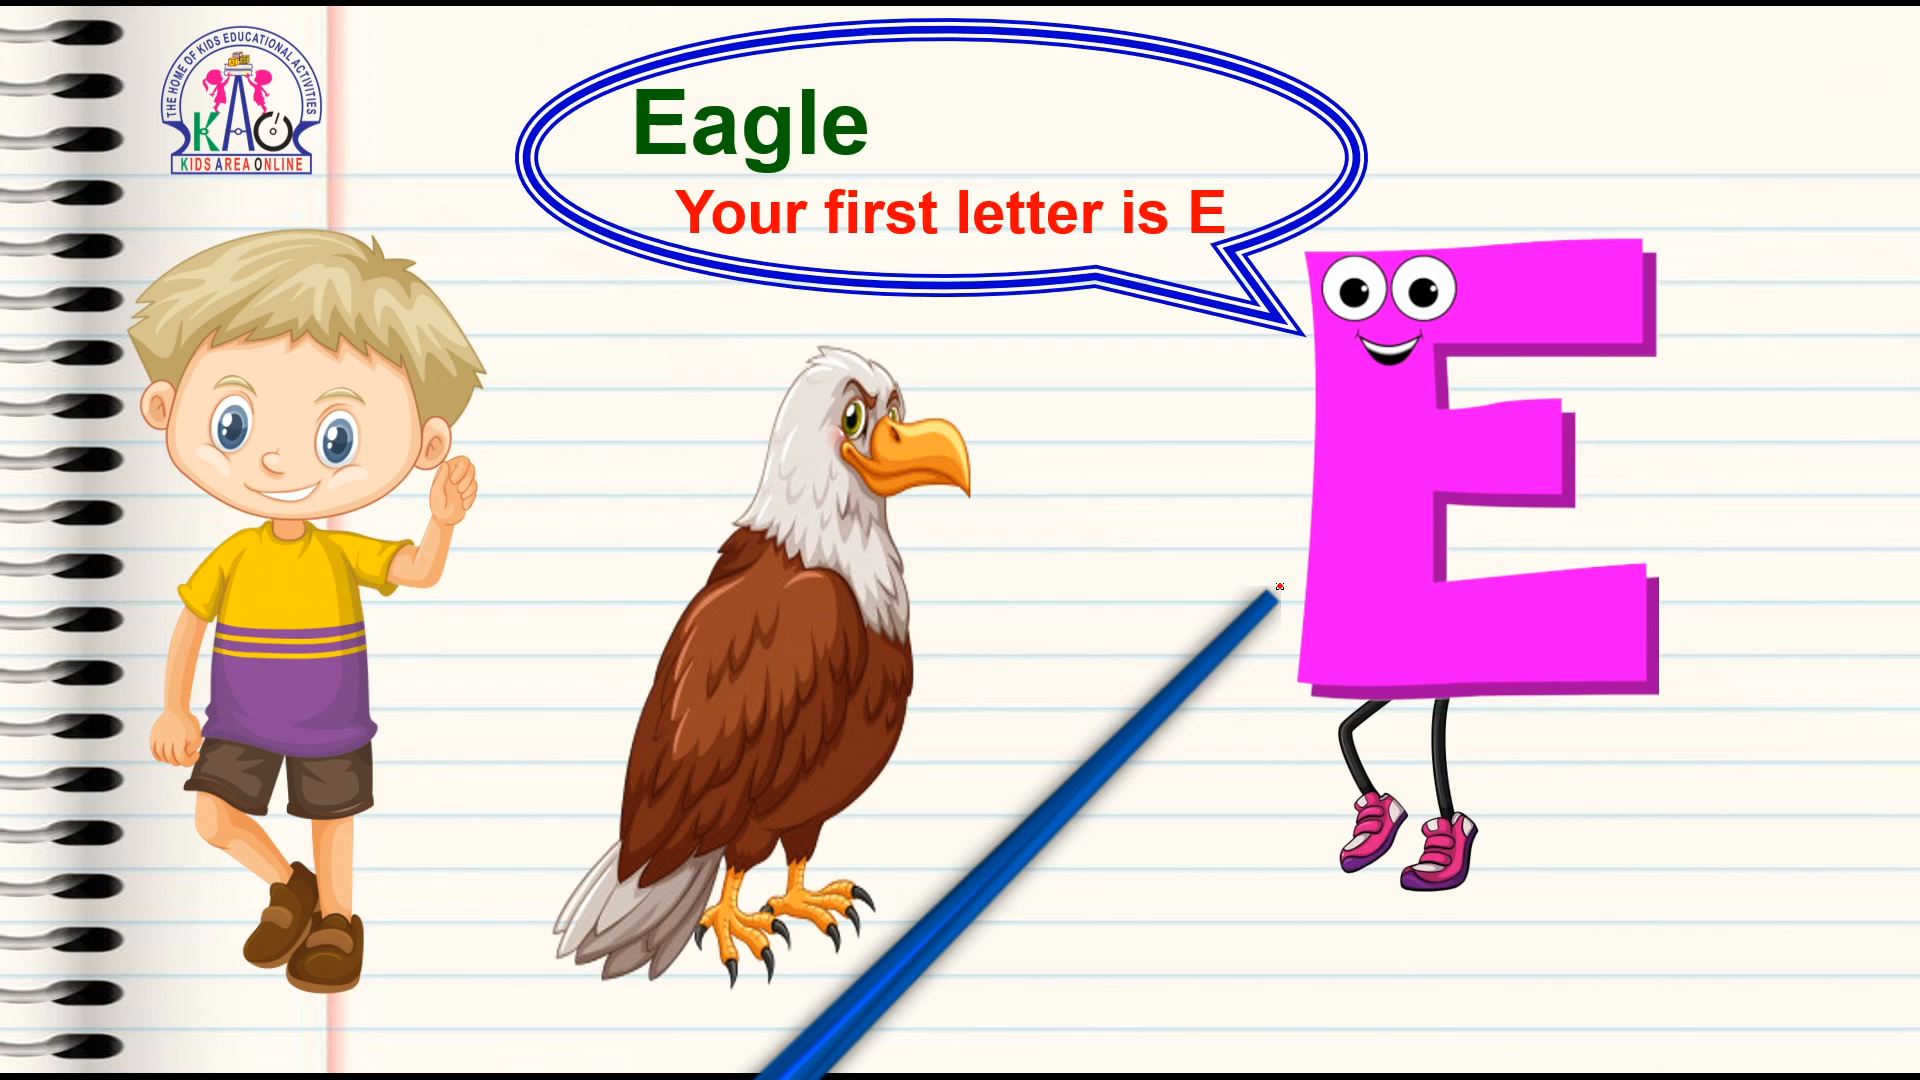 THE HOME OF KIDS EDUCATIONAL ACTIVITIES
KAO
KIDS AREA ONLINE
Eagle
Your first letter is E
E